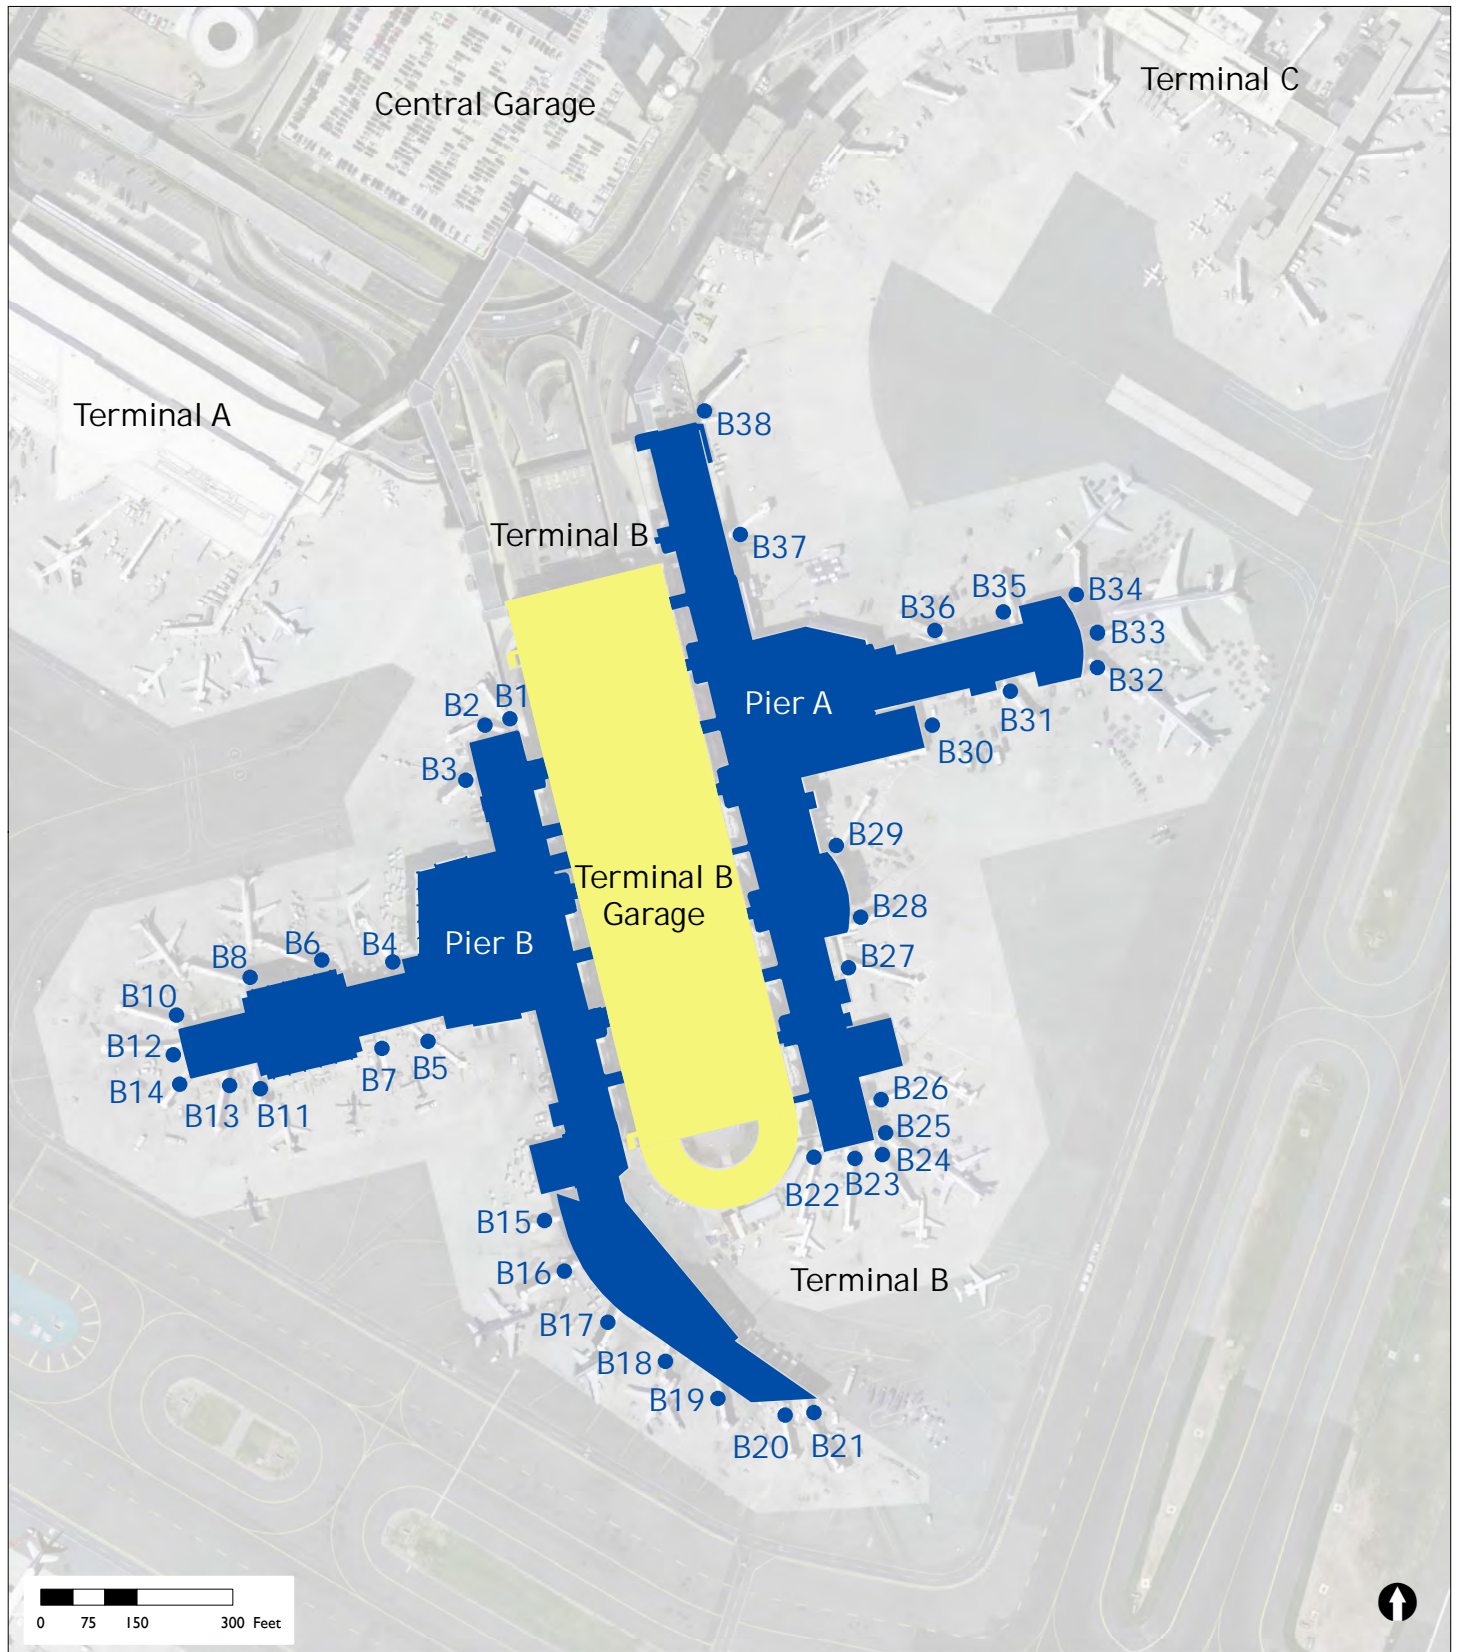 Terminal C
Central Garage
Terminal A
B38
Terminal B
B37
B35
B34
B36
B33
B32
B31
B30
Pier A
B1
B2
B3
B29
Terminal B
Garage
B28
B27
Pier B
B4
B6
B8
B10
B12
B14
B13
B11
B7
B5
B26
B25
B24
B23
B22
B15
B16
Terminal B
B17
B18
B19
B20
B21
0 75 150 300 Feet